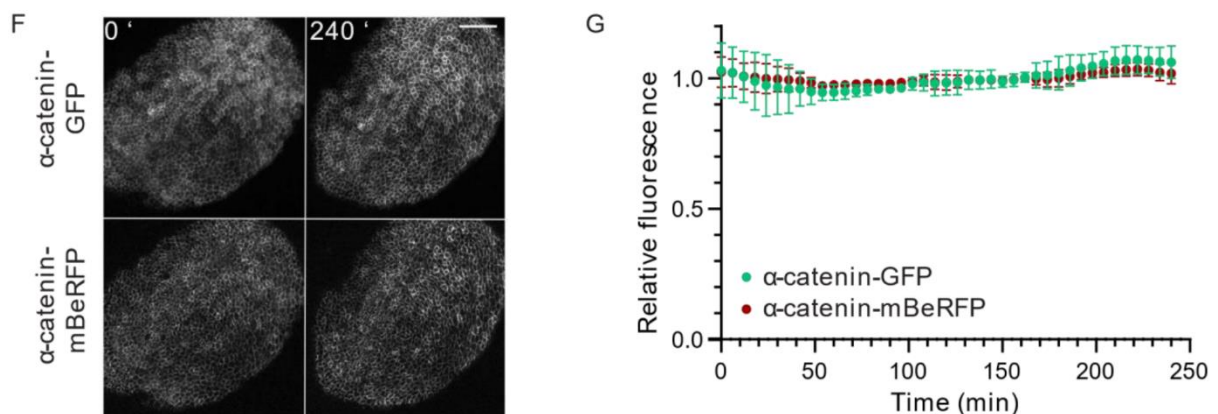 F
0 ‘
240 ‘
α-catenin-
GFP
α-catenin-
mBeRFP
G
Relative fluorescence
1.0
0.5
0.0
α-catenin-GFP
α-catenin-mBeRFP
0
50
100
150
200
250
Time (min)